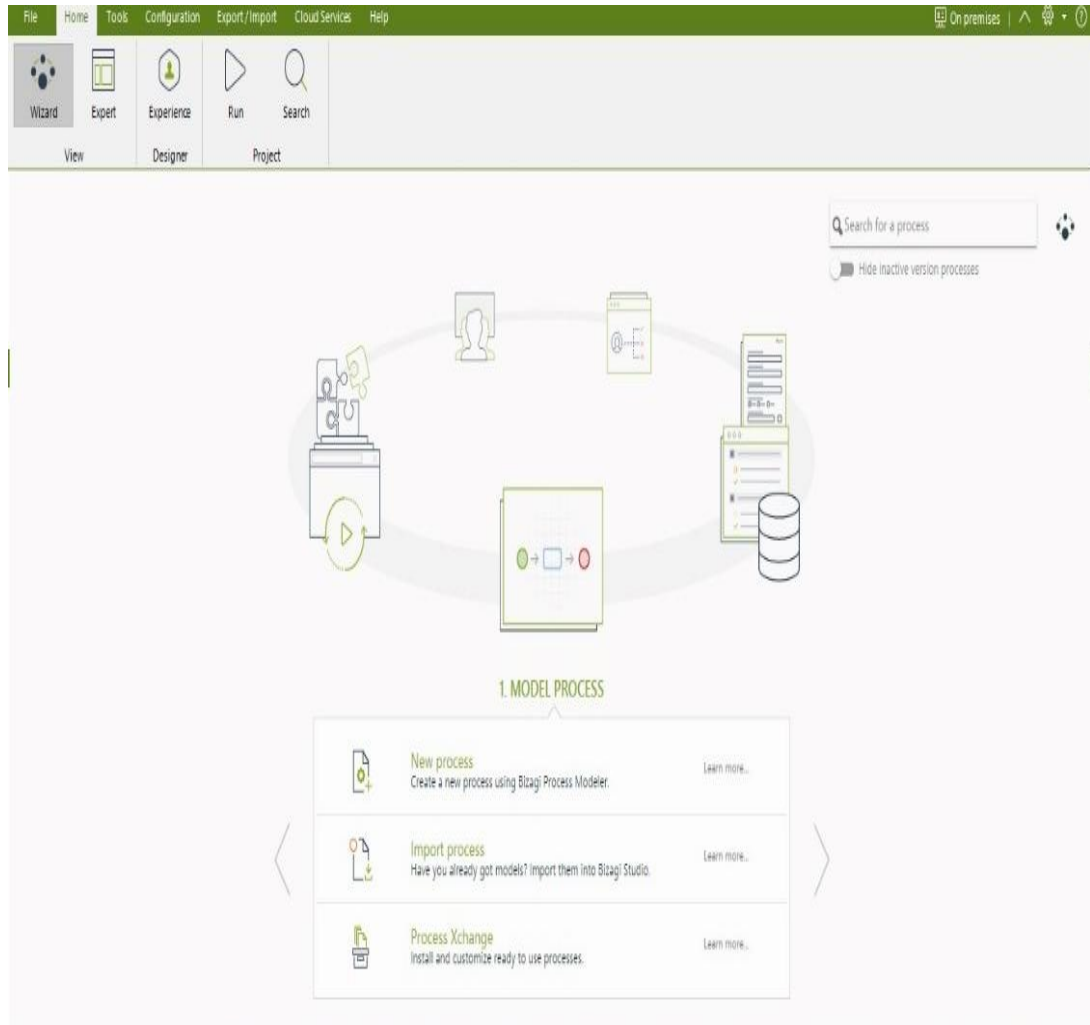 File Home Tools Configuration Export/Import Cloud Services Help
On premises
Wizard Expert Experience Run Search
View Designer Project
Search for a process
Hide inactive version processes
1. MODEL PROCESS
New process
Create a new process using Bizagi Process Modeler.
Learn more...
Import process
Have you already got models? Import them into Bizagi Studio.
Learn more...
Process Xchange
Install and customize ready to use processes.
Learn more...